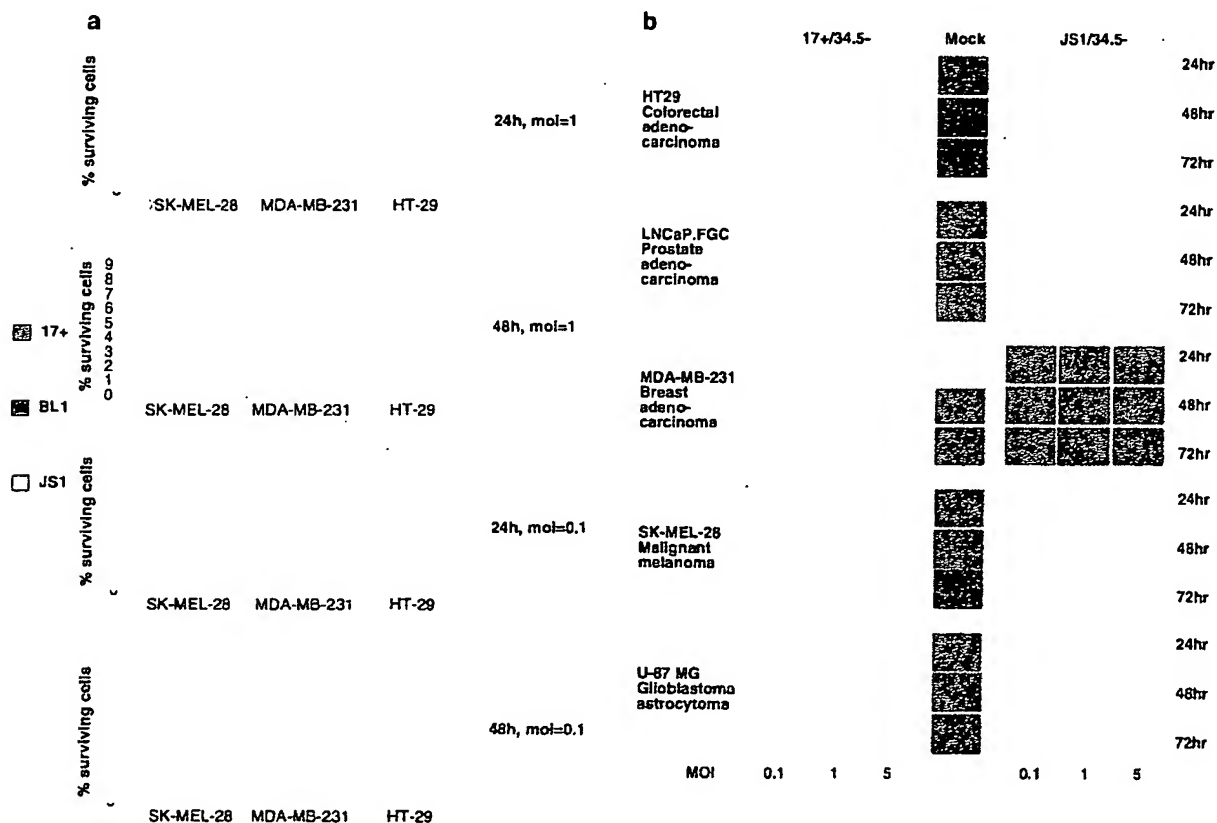 a
% surviving cells
24h, moi=1
SK-MEL-28 MDA-MB-231 HT-29
17+
BL1
JS1
% surviving cells
9
8
7
6
5
4
3
2
1
0
48h, moi=1
SK-MEL-28 MDA-MB-231 HT-29
% surviving cells
24h, moi=0.1
SK-MEL-28 MDA-MB-231 HT-29
% surviving cells
48h, moi=0.1
SK-MEL-28 MDA-MB-231 HT-29
b
17+/34.5- Mock JS1/34.5-
HT29
Colorectal
adeno-
carcinoma
24hr
48hr
72hr
LNCaP.FGC
Prostate
adeno-
carcinoma
24hr
48hr
72hr
MDA-MB-231
Breast
adeno-
carcinoma
24hr
48hr
72hr
SK-MEL-28
Malignant
melanoma
24hr
48hr
72hr
U-87 MG
Glioblastoma
astrocytoma
24hr
48hr
72hr
MOI 0.1 1 5 0.1 1 5